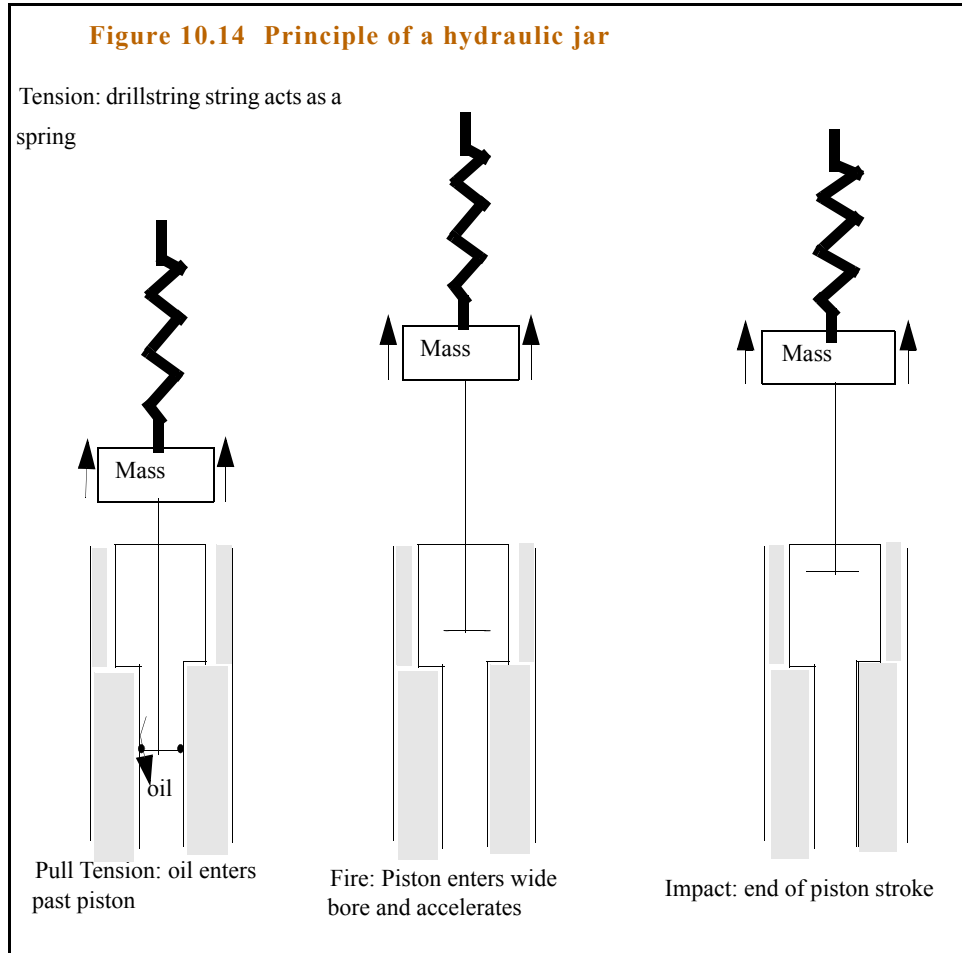 Figure 10.14 Principle of a hydraulic jar
Tension: drillstring string acts as a
spring
Mass
Mass
Mass
oil
Pull Tension: oil enters
past piston
Fire: Piston enters wide
bore and accelerates
Impact: end of piston stroke